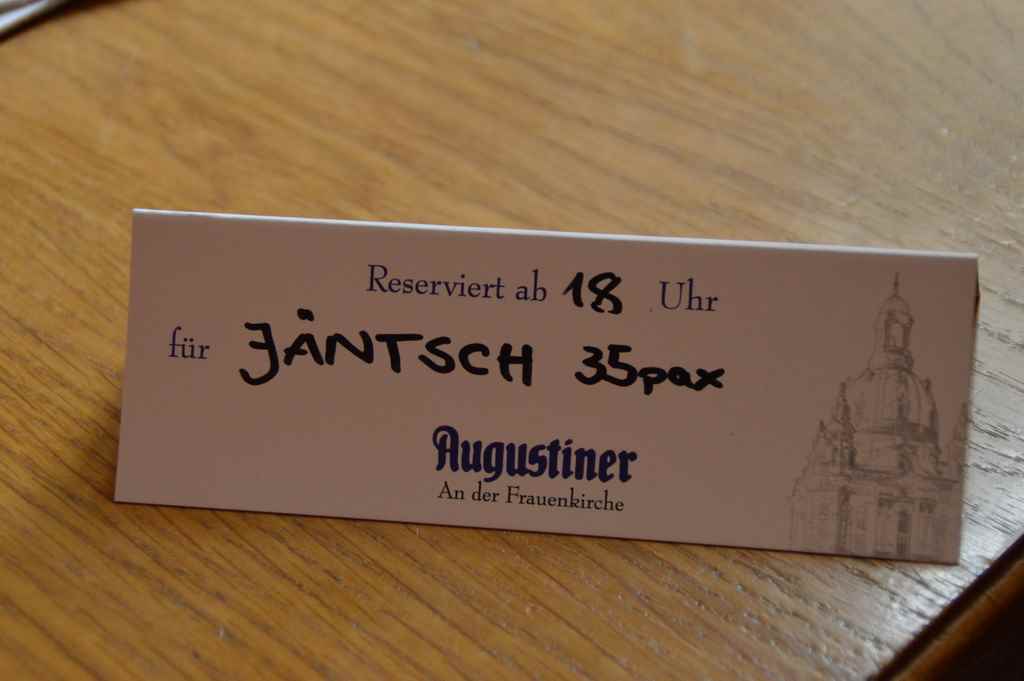 Reserviert ab 18 Uhr
für JÄNTSCH 35pax
Augustiner
An der Frauenkirche